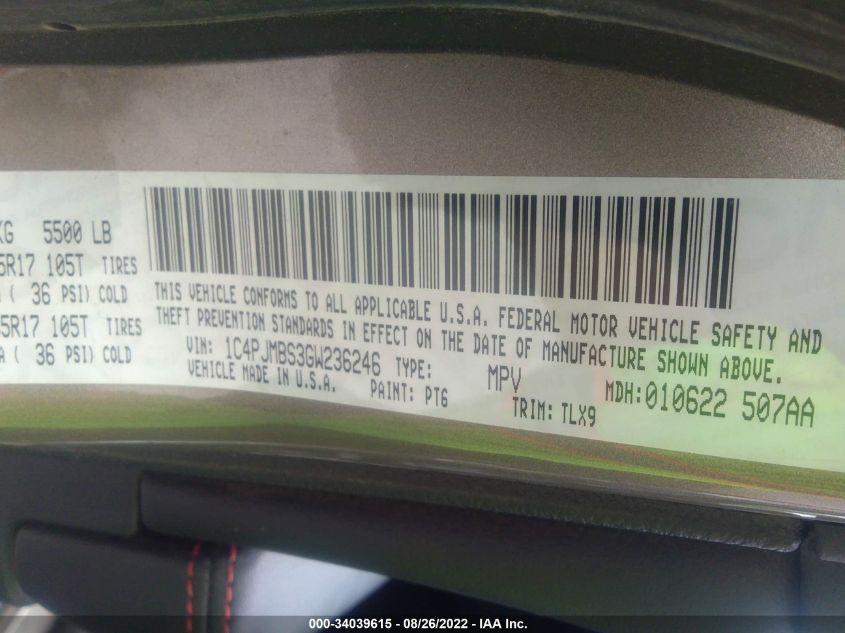 KG 5500 LB
5R17 105T TIRES
( 36 PSI) COLD
5R17 105T TIRES
A ( 36 PSI) COLD
THIS VEHICLE CONFORMS TO ALL APPLICABLE U.S.A. FEDERAL MOTOR VEHICLE SAFETY AND
THEFT PREVENTION STANDARDS IN EFFECT ON THE DATE OF MANUFACTURE SHOWN ABOVE.
VIN: 1C4PJMBS3GW236246 TYPE: MPV MDH:010622 507AA
VEHICLE MADE IN U.S.A. PAINT: PT6 TRIM: TLX9
000-34039615 - 08/26/2022 - IAA Inc.